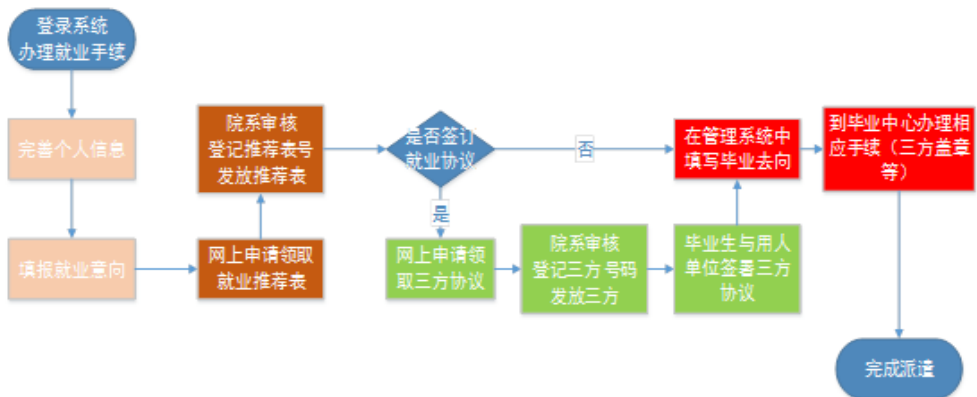 登录系统
办理就业手续
完善个人信息
填报就业意向
网上申请领取
就业推荐表
院系审核
登记推荐表号
发放推荐表
是否签订
就业协议
否
是
网上申请领
取三方协议
院系审核
登记三方号码
发放三方
毕业生与用人
单位签署三方
协议
在管理系统中
填写毕业去向
到毕业中心办理相
应手续（三方盖章
等）
完成派遣